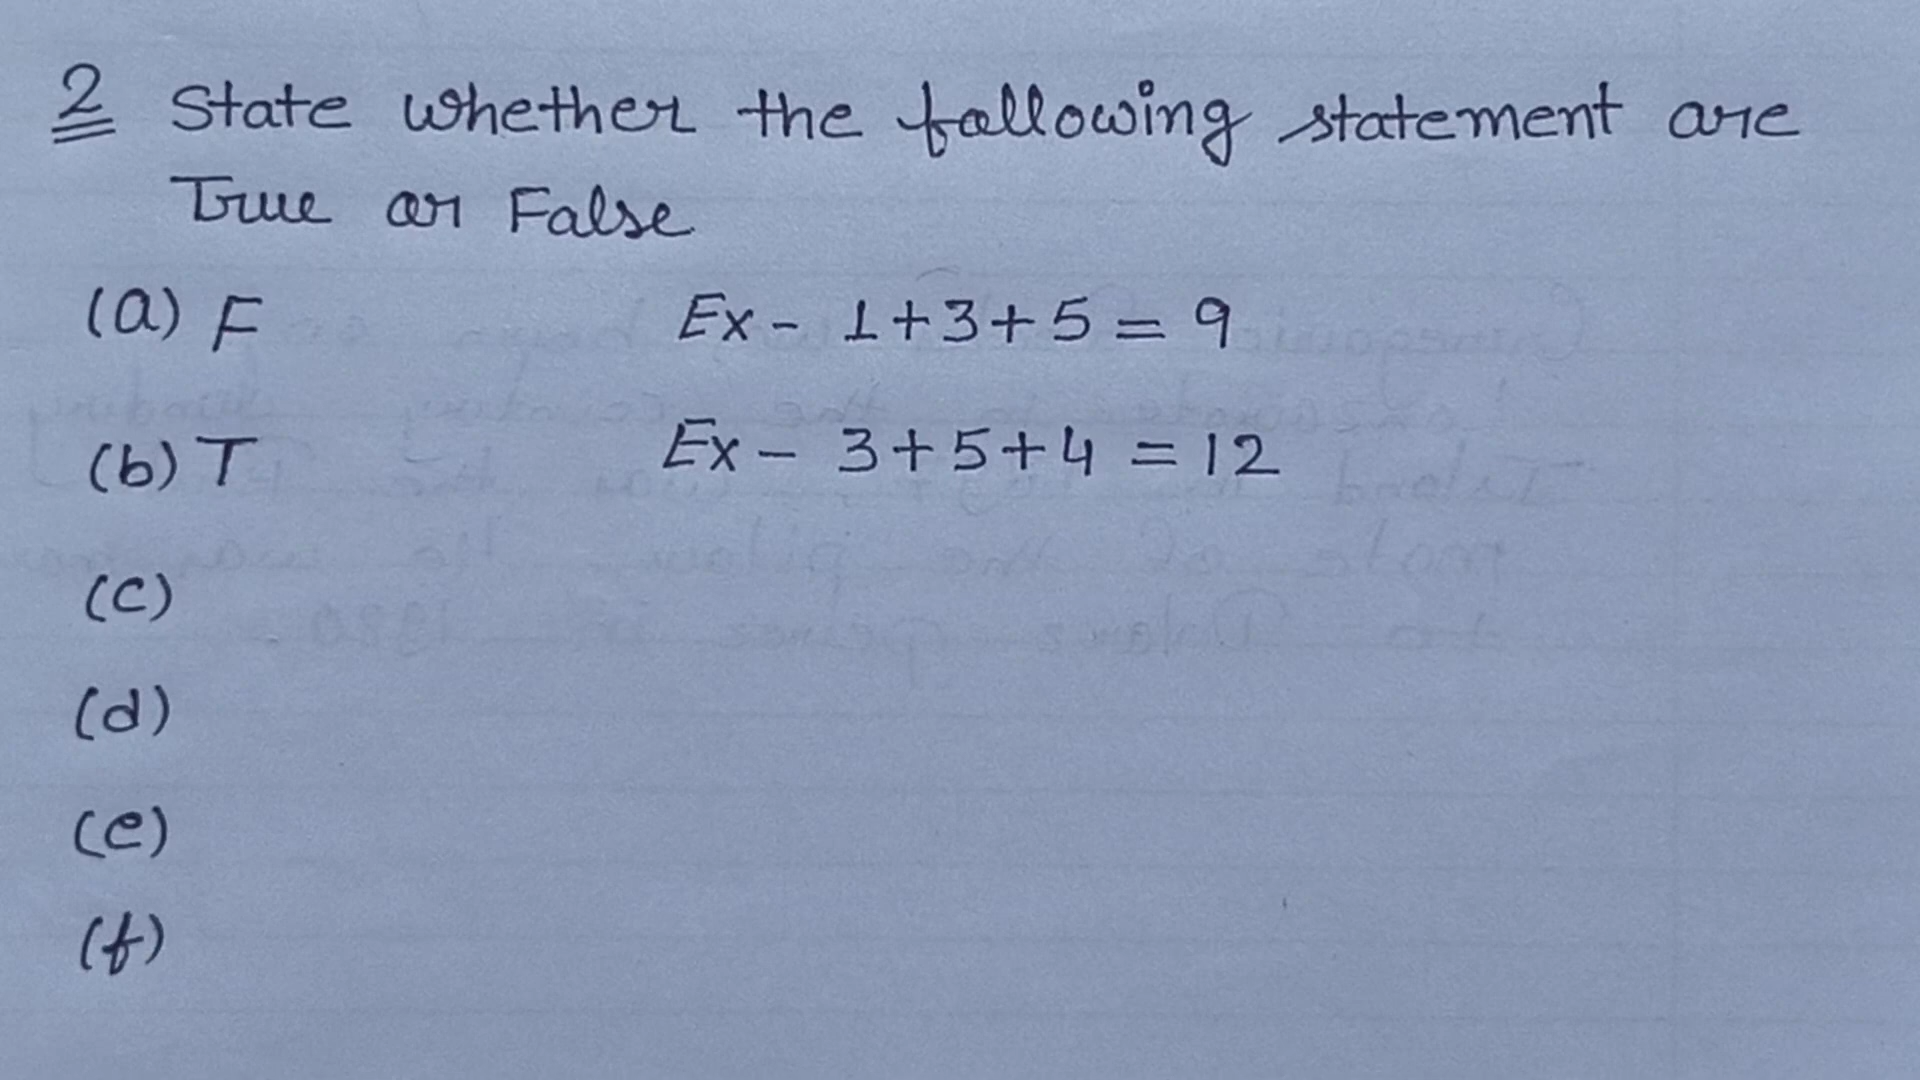 2 State whether the following statement are
True or False
(a) F Ex - 1+3+5 = 9
(b) T Ex - 3+5+4 = 12
(c)
(d)
(e)
(f)